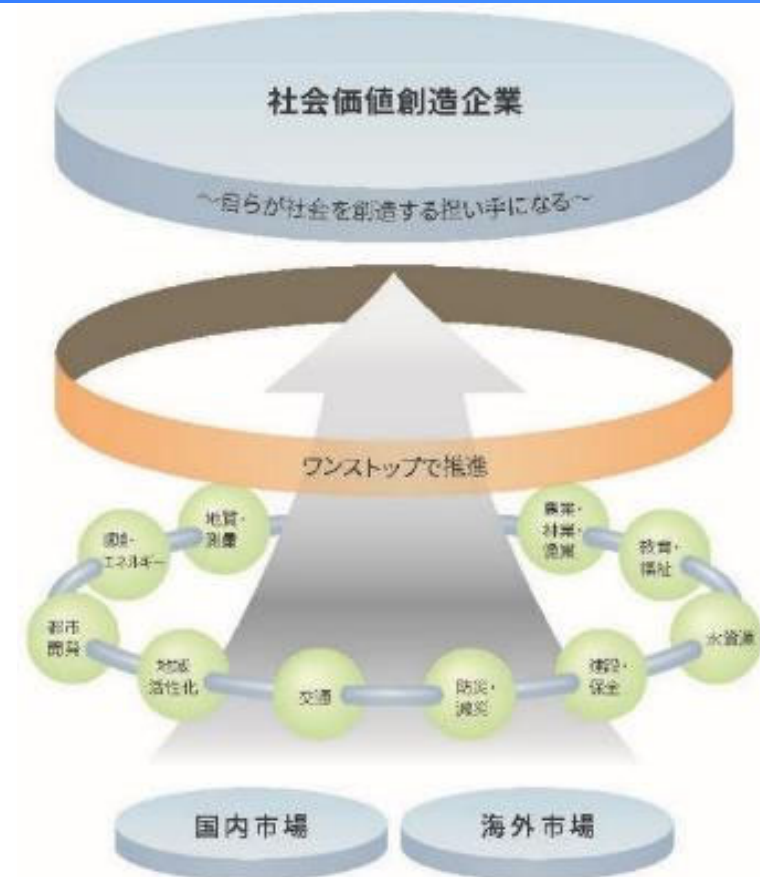 社会価値創造企業
～自らが社会を創造する担い手になる～
ワンストップで推進
地質・
測量
農業・
林業・
漁業
環境・
エネルギー
教育・
福祉
都市
開発
水資源
地域
活性化
交通
防災・
減災
建設・
保全
国内市場
海外市場